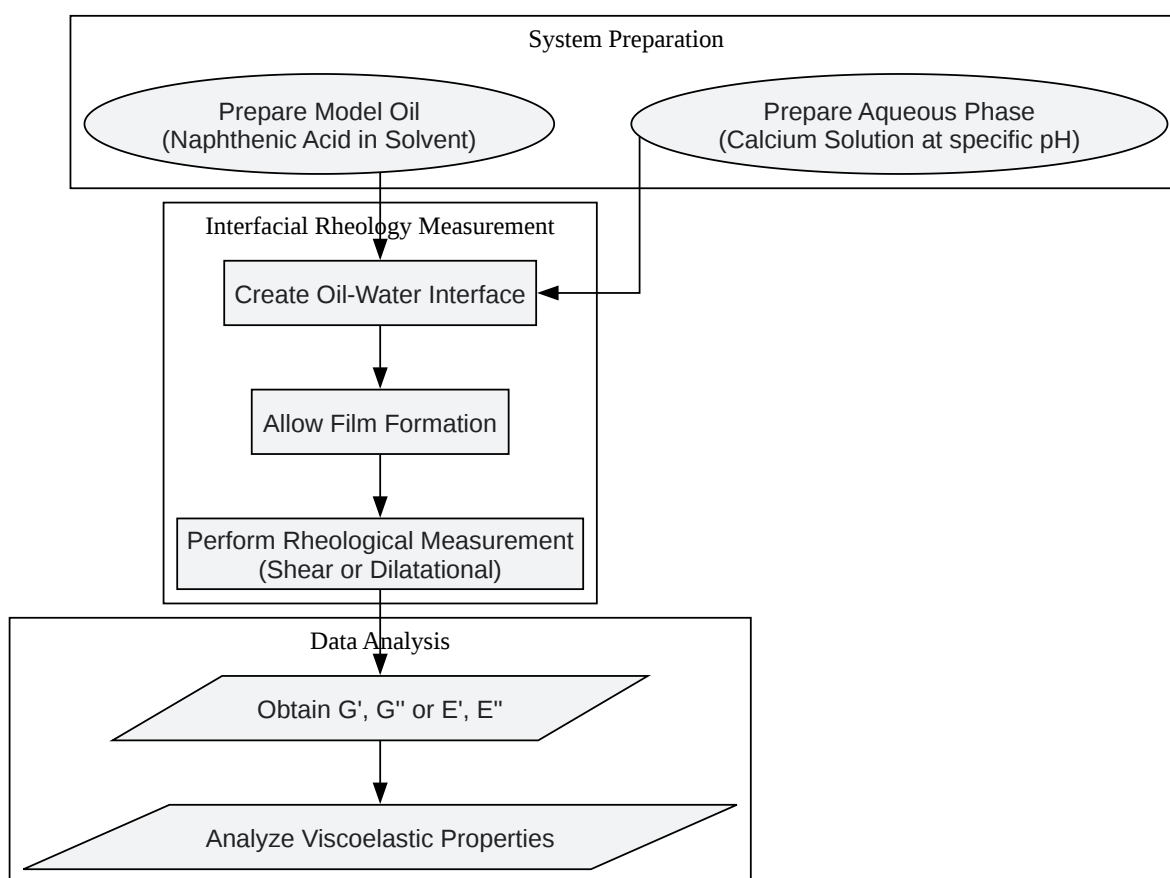 System Preparation
Prepare Model Oil
(Naphthenic Acid in Solvent)
Prepare Aqueous Phase
(Calcium Solution at specific pH)
Interfacial Rheology Measurement
Create Oil-Water Interface
Allow Film Formation
Perform Rheological Measurement
(Shear or Dilatational)
Data Analysis
Obtain G', G'' or E', E''
Analyze Viscoelastic Properties